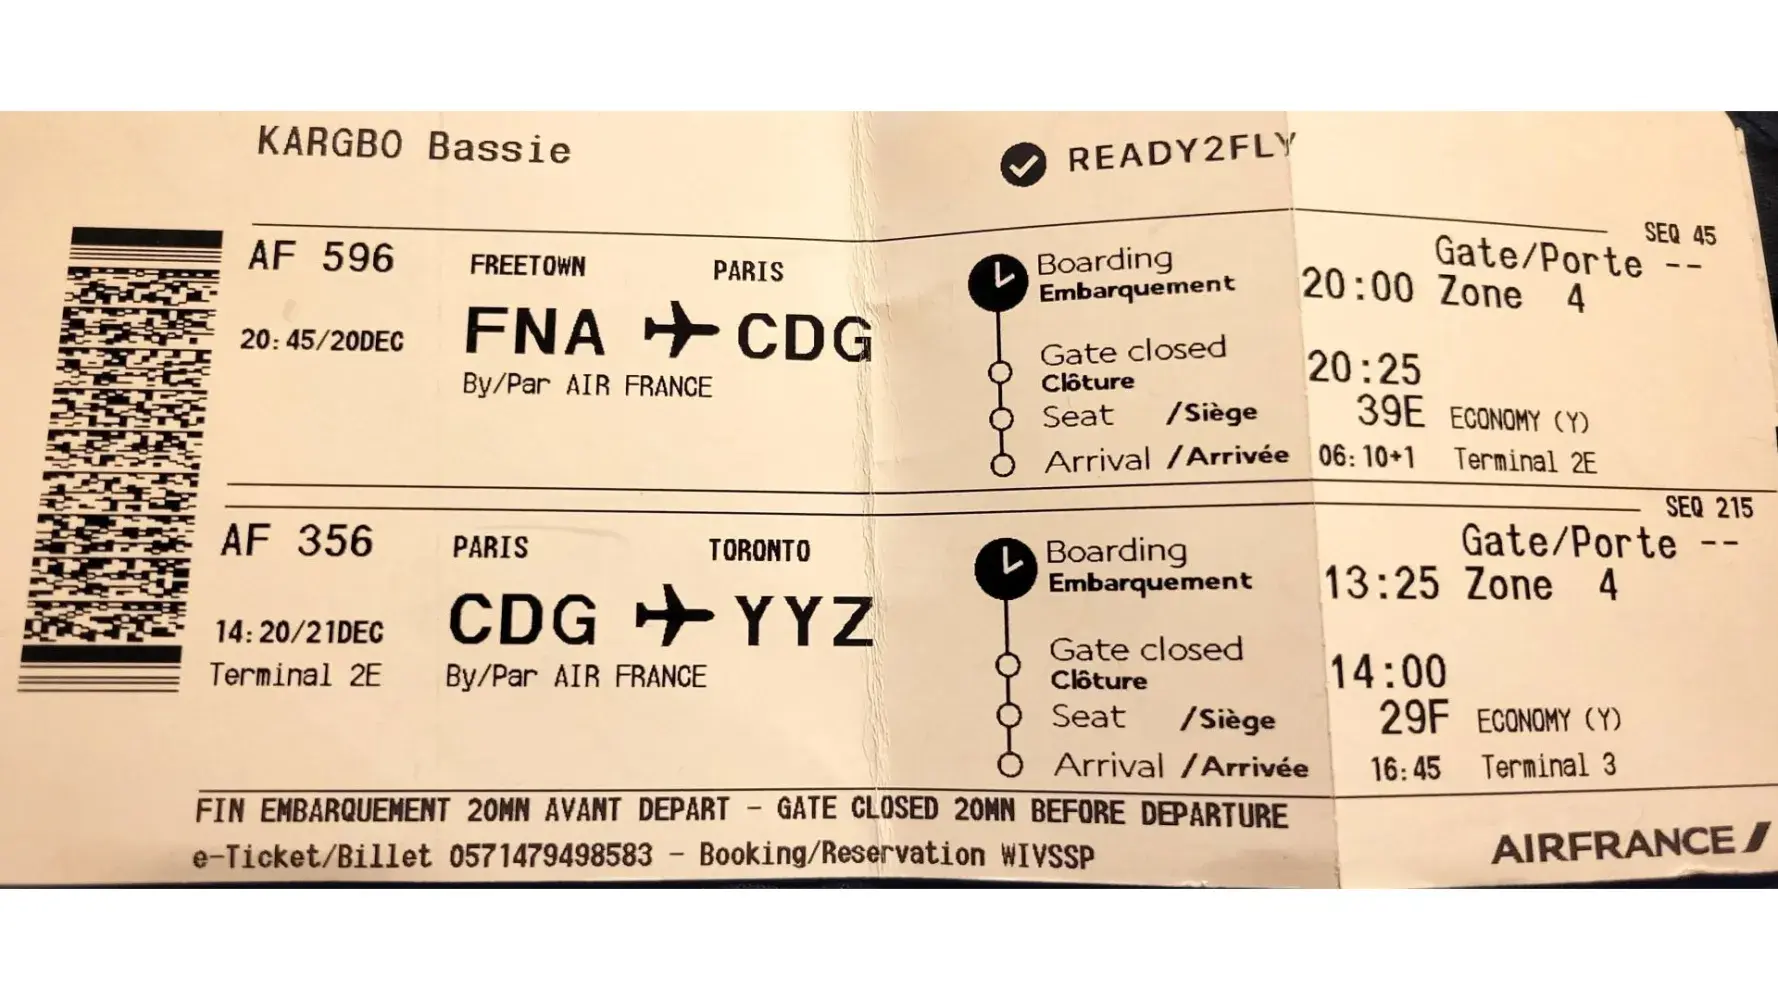 KARGBO Bassie
READY2FLY
SEQ 45
AF 596
FREETOWN PARIS
Boarding
Embarquement
20:00
Gate/Porte --
Zone 4
20:45/20DEC
FNA CDG
By/Par AIR FRANCE
Gate closed
Clôture
20:25
Seat /Siège 39E ECONOMY (Y)
Arrival /Arrivée 06:10+1 Terminal 2E
SEQ 215
AF 356
PARIS TORONTO
Boarding
Embarquement
13:25
Gate/Porte --
Zone 4
14:20/21DEC
CDG YYZ
Terminal 2E
By/Par AIR FRANCE
Gate closed
Clôture
14:00
Seat /Siège 29F ECONOMY (Y)
Arrival /Arrivée 16:45 Terminal 3
FIN EMBARQUEMENT 20MN AVANT DEPART - GATE CLOSED 20MN BEFORE DEPARTURE
e-Ticket/Billet 0571479498583 - Booking/Reservation WIVSSP
AIRFRANCE